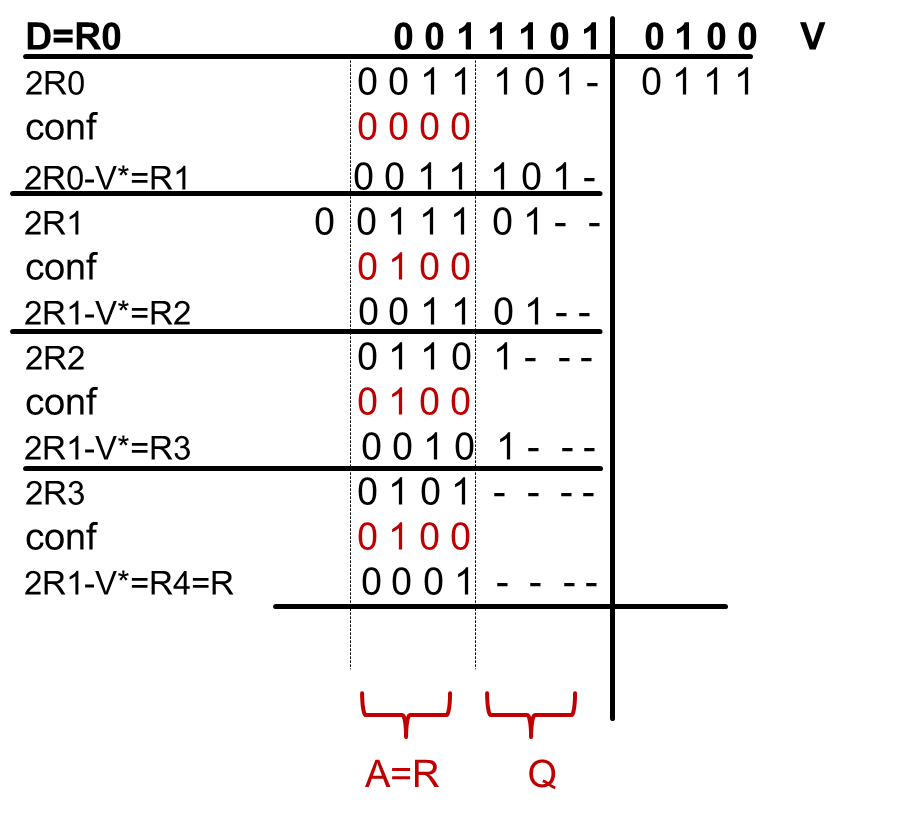 D=R0 0 0 1 1 1 0 1 0 1 0 0 V
2R0 0 0 1 1 1 0 1 - 0 1 1 1
conf 0 0 0 0
2R0-V*=R1 0 0 1 1 1 0 1 -
2R1 0 0 1 1 1 0 1 - -
conf 0 1 0 0
2R1-V*=R2 0 0 1 1 0 1 - -
2R2 0 1 1 0 1 - - -
conf 0 1 0 0
2R1-V*=R3 0 0 1 0 1 - - -
2R3 0 1 0 1 - - - -
conf 0 1 0 0
2R1-V*=R4=R 0 0 0 1 - - - -
A=R Q